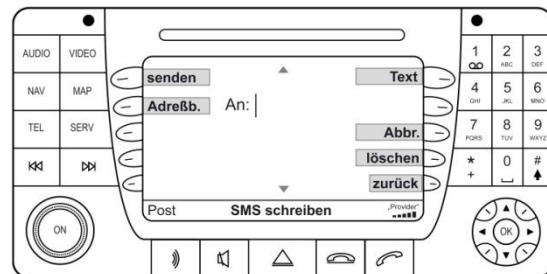 AUDIO VIDEO
NAV MAP
TEL SERV
ON
senden
Adreßb.
An:
Text
Abbr.
löschen
zurück
Post SMS schreiben „Provider“
1 2 ABC 3 DEF
4 GHI 5 JKL 6 MNO
7 PQRS 8 TUV 9 WXYZ
* + 0 #
OK